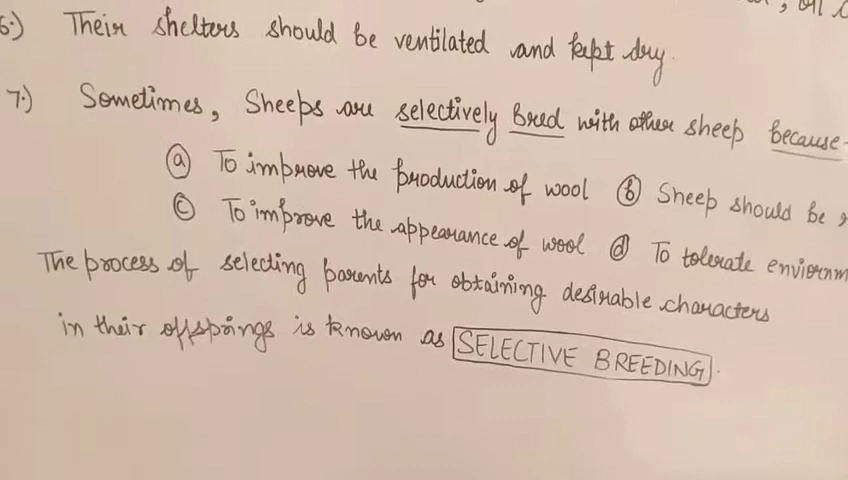 6.) Their shelters should be ventilated and kept dry.
7.) Sometimes, Sheeps are selectively Bred with other sheep because-
(a) To improve the production of wool (b) Sheep should be
(c) To improve the appearance of wool (d) To tolerate
The process of selecting parents for obtaining desirable characters
in their offsprings is known as SELECTIVE BREEDING.